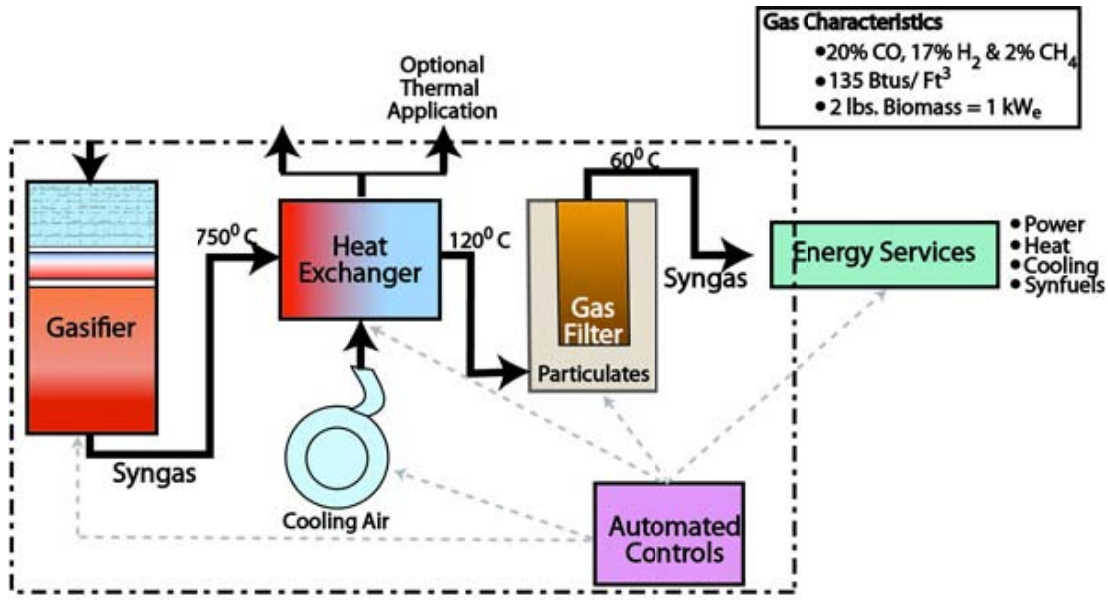 Gas Characteristics
•20% CO, 17% H₂ & 2% CH₄
•135 Btus/ Ft³
• 2 lbs. Biomass = 1 kWₑ
Optional
Thermal
Application
60⁰ C
750⁰ C
Heat
Exchanger
120⁰ C
Syngas
Energy Services
• Power
• Heat
• Cooling
• Synfuels
Gasifier
Gas
Filter
Particulates
Syngas
Cooling Air
Automated
Controls